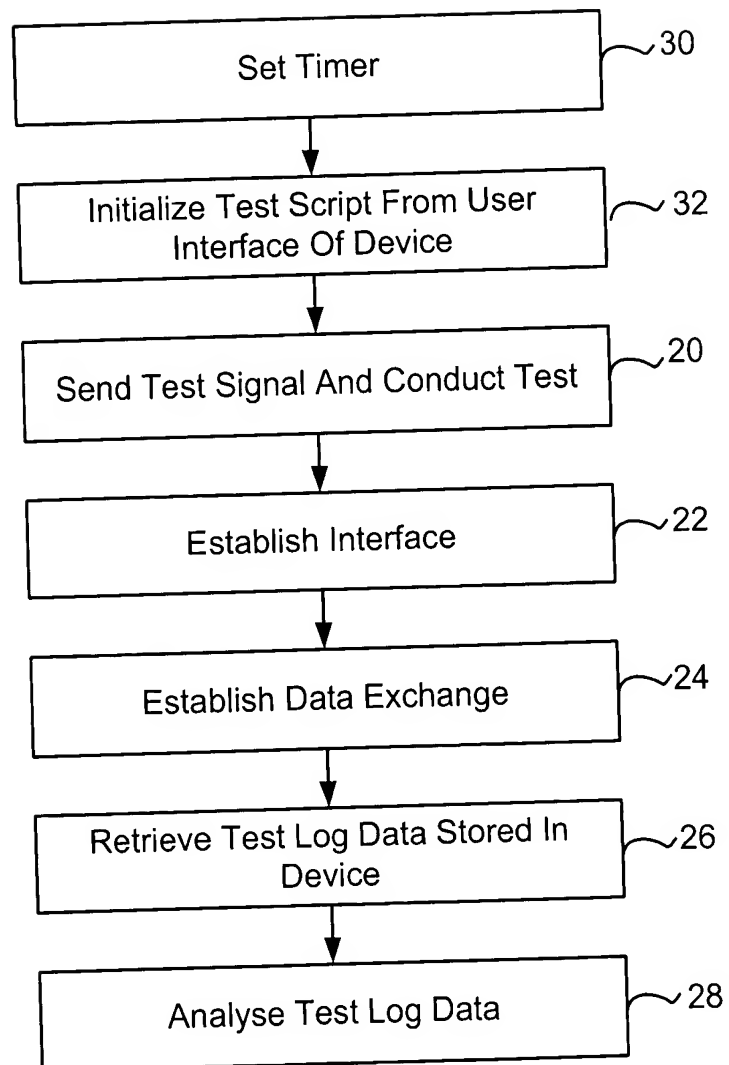 Set Timer
30
Initialize Test Script From User
Interface Of Device
32
Send Test Signal And Conduct Test
20
Establish Interface
22
Establish Data Exchange
24
Retrieve Test Log Data Stored In
Device
26
Analyse Test Log Data
28